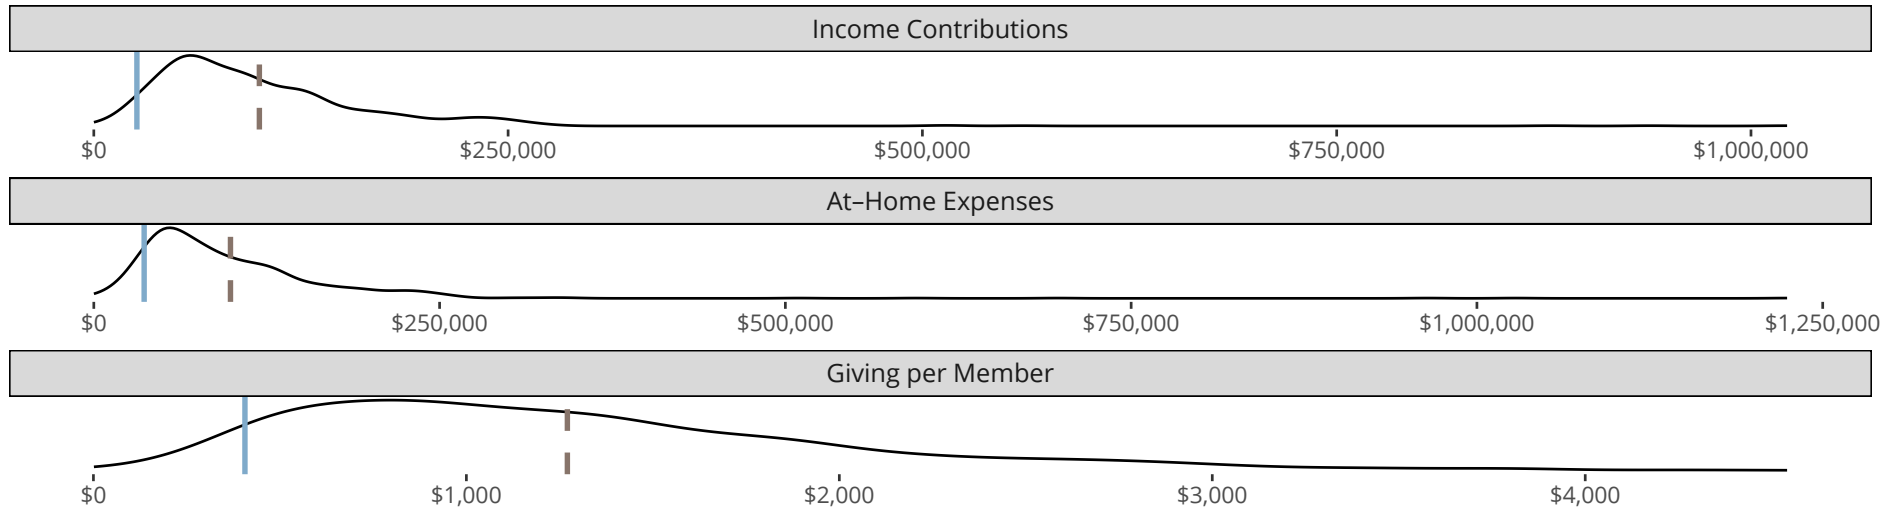 Income Contributions
$0 $250,000 $500,000 $750,000 $1,000,000
At–Home Expenses
$0 $250,000 $500,000 $750,000 $1,000,000 $1,250,000
Giving per Member
$0 $1,000 $2,000 $3,000 $4,000